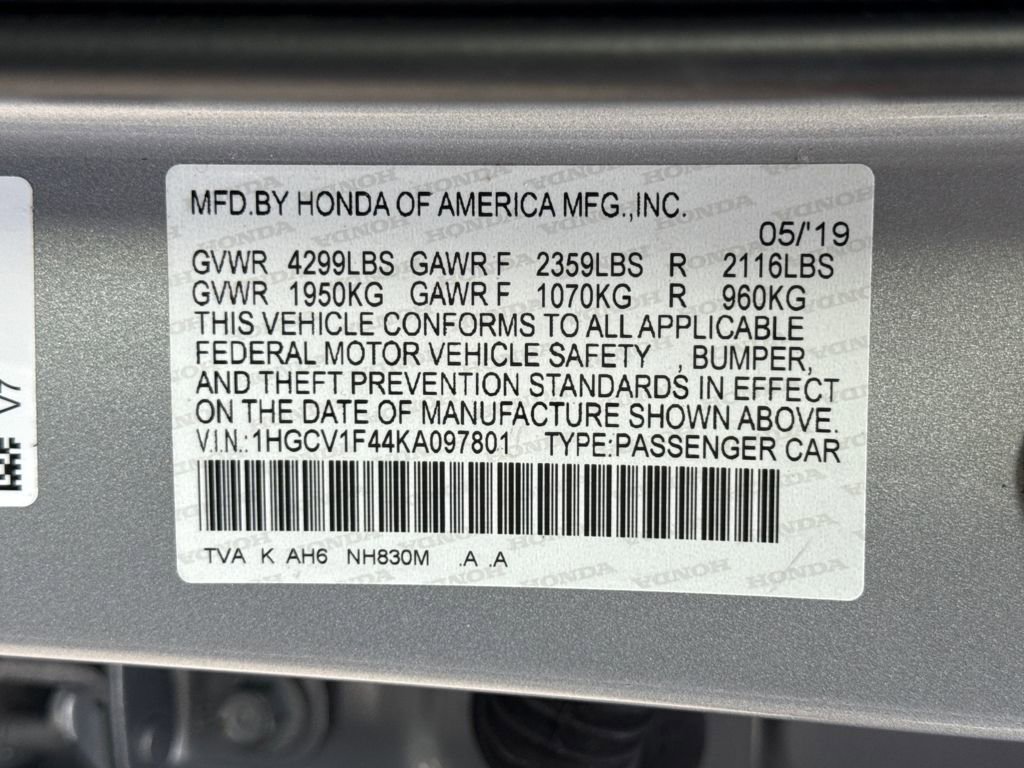 MFD.BY HONDA OF AMERICA MFG.,INC.
05/'19
GVWR 4299LBS GAWR F 2359LBS R 2116LBS
GVWR 1950KG GAWR F 1070KG R 960KG
THIS VEHICLE CONFORMS TO ALL APPLICABLE
FEDERAL MOTOR VEHICLE SAFETY , BUMPER,
AND THEFT PREVENTION STANDARDS IN EFFECT
ON THE DATE OF MANUFACTURE SHOWN ABOVE.
V.I.N.:1HGCV1F44KA097801 TYPE:PASSENGER CAR
TVA K AH6 NH830M .A .A
V7